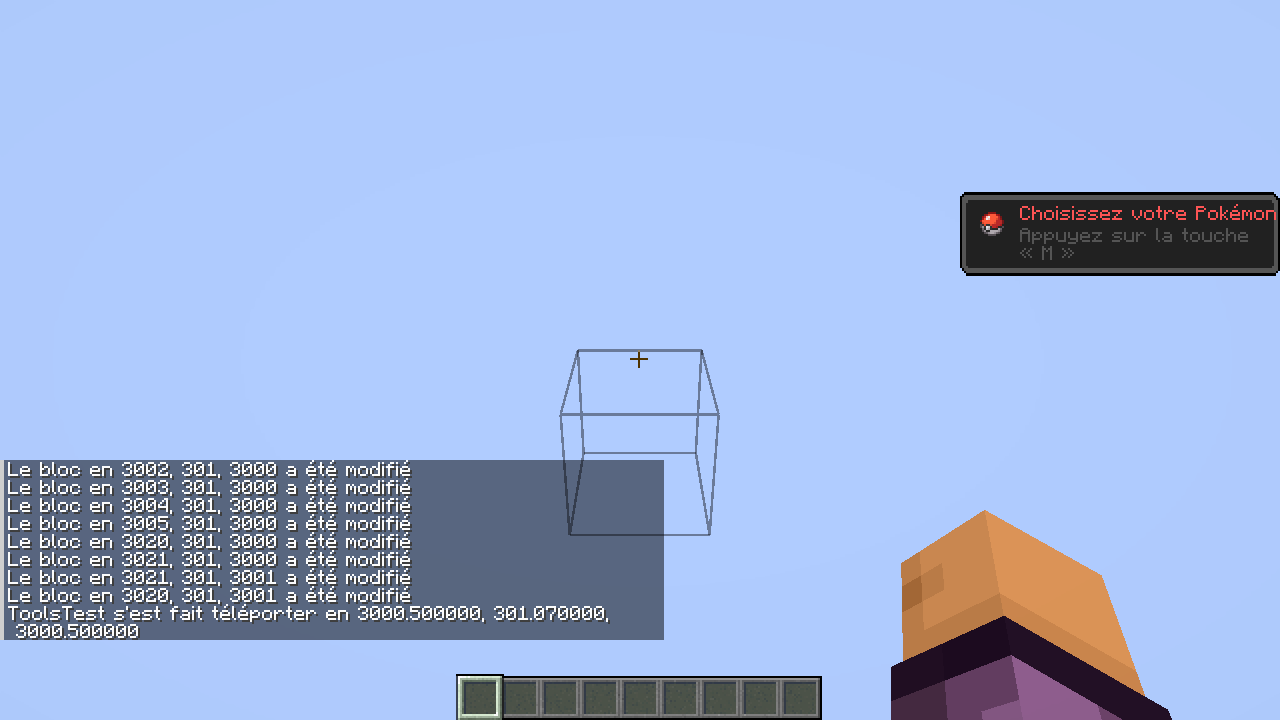 Choisissez votre Pokémon
Appuyez sur la touche
« M »
Le bloc en 3002, 301, 3000 a été modifié
Le bloc en 3003, 301, 3000 a été modifié
Le bloc en 3004, 301, 3000 a été modifié
Le bloc en 3005, 301, 3000 a été modifié
Le bloc en 3020, 301, 3000 a été modifié
Le bloc en 3021, 301, 3000 a été modifié
Le bloc en 3021, 301, 3001 a été modifié
Le bloc en 3020, 301, 3001 a été modifié
ToolsTest s'est fait téléporter en 3000.500000, 301.070000,
3000.500000